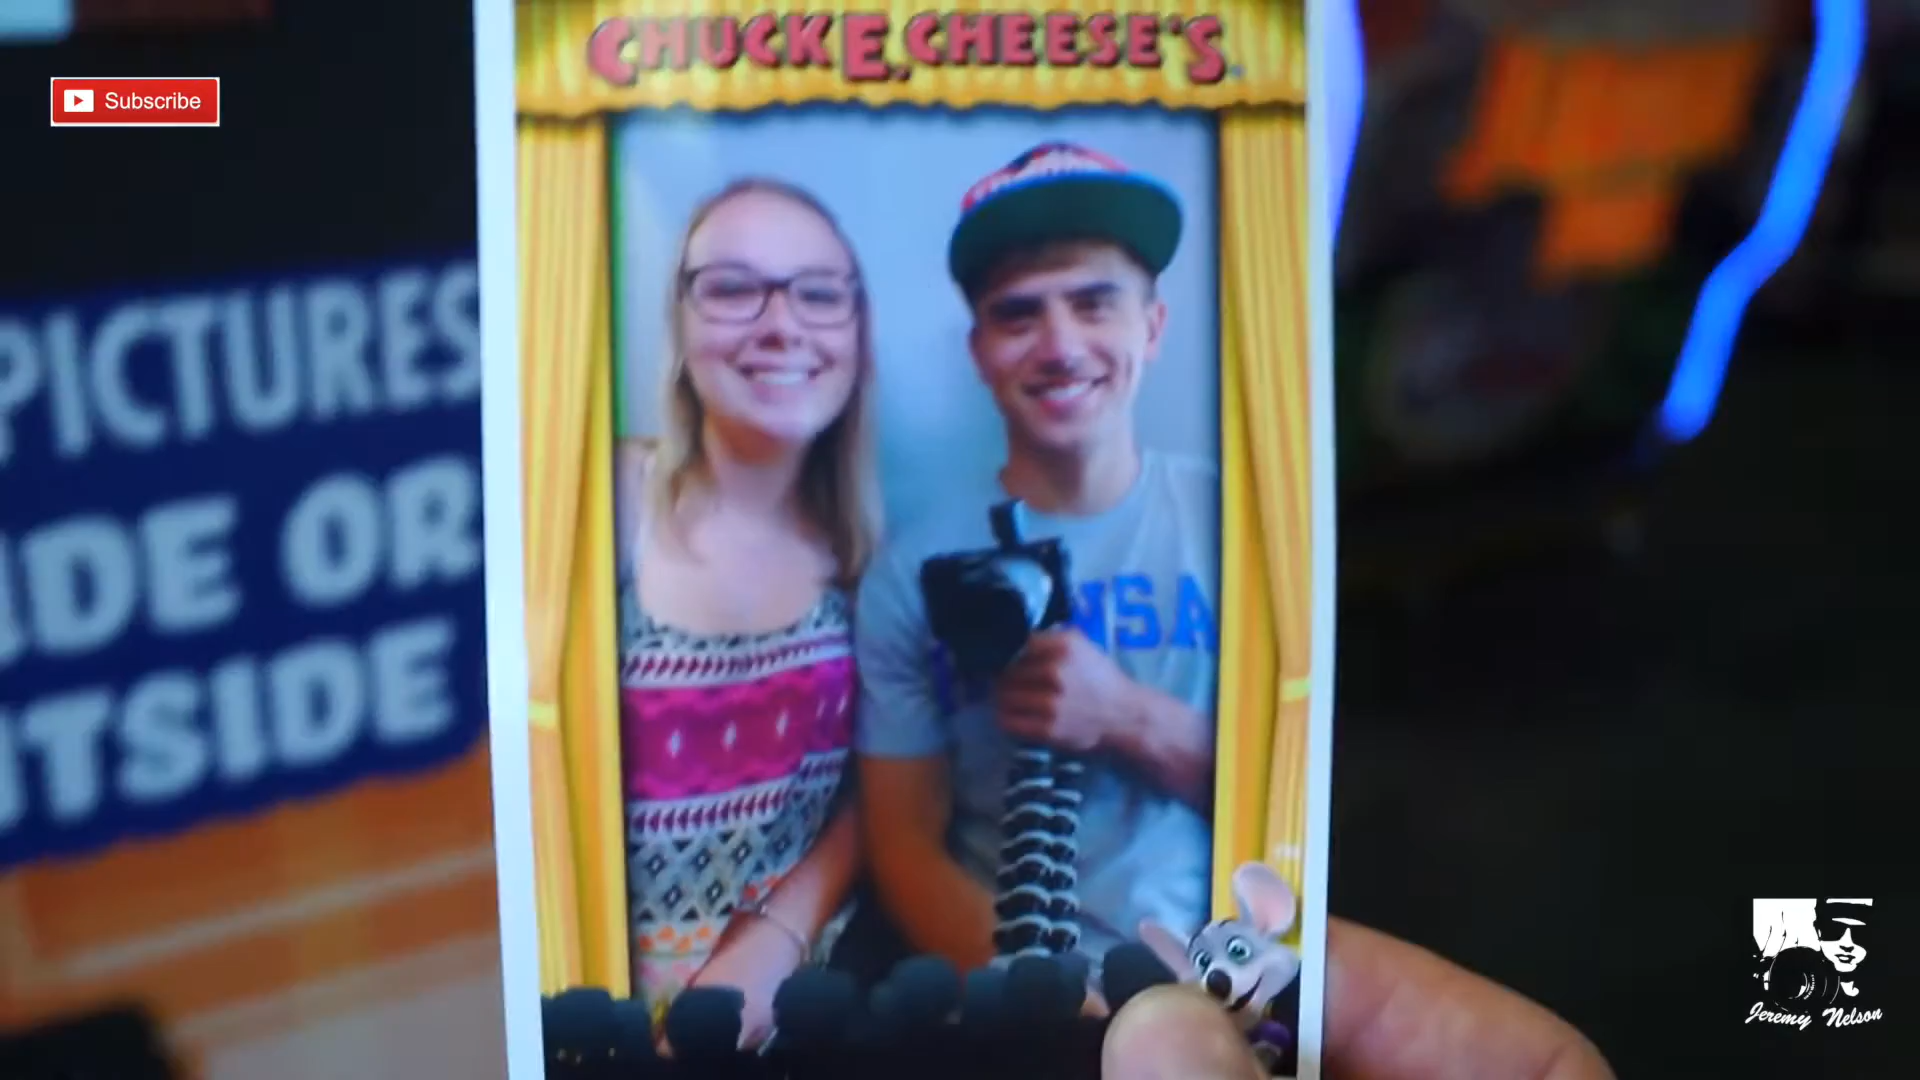 Subscribe
CHUCK E. CHEESE'S
PICTURES
IDE OR
TSIDE
NSA
Jeremy Nelson